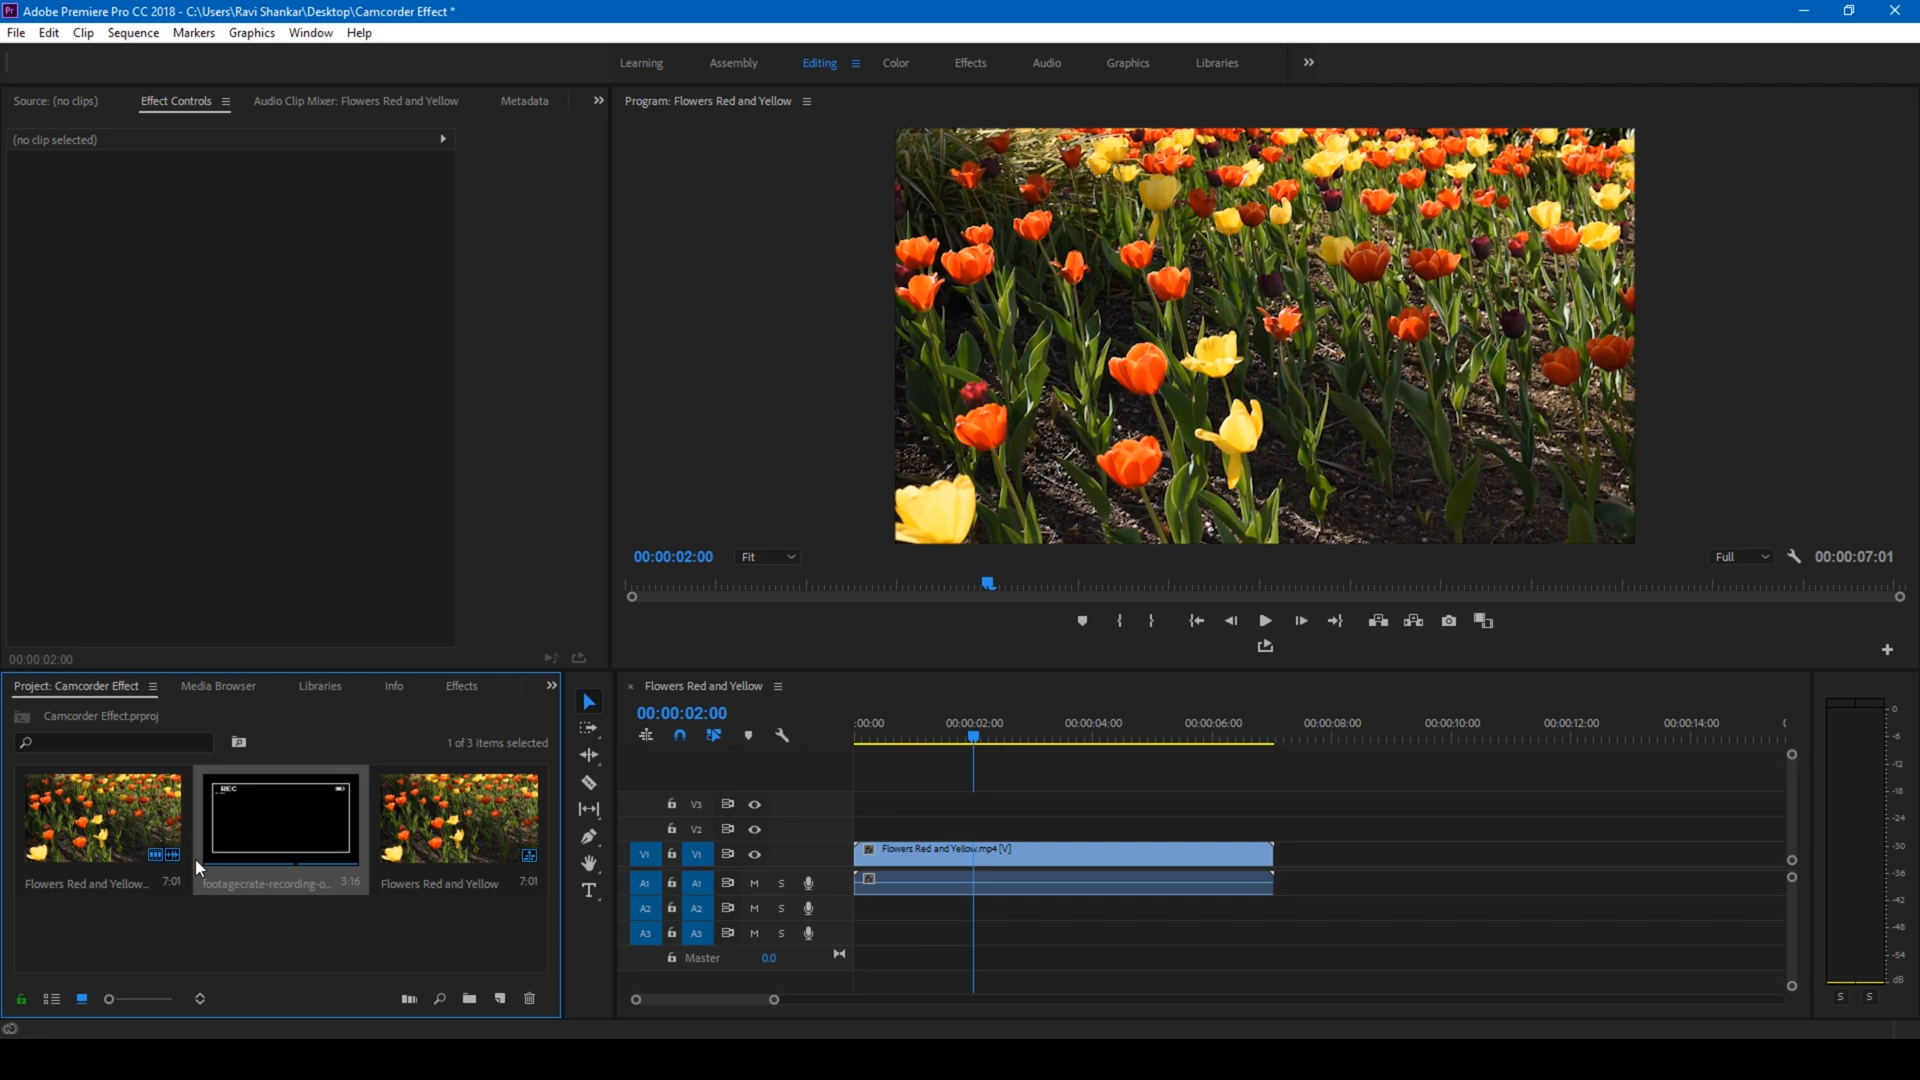 Pr Adobe Premiere Pro CC 2018 - C:\Users\Ravi Shankar\Desktop\Camcorder Effect *
File Edit Clip Sequence Markers Graphics Window Help
Learning Assembly Editing Color Effects Audio Graphics Libraries
Source: (no clips) Effect Controls Audio Clip Mixer: Flowers Red and Yellow Metadata
Program: Flowers Red and Yellow
(no clip selected)
00:00:02:00 Fit Full 00:00:07:01
00:00:02:00
Project: Camcorder Effect Media Browser Libraries Info Effects
Camcorder Effect.prproj
1 of 3 items selected
REC
Flowers Red and Yellow... 7:01 footagecrate-recording-o... 3:16 Flowers Red and Yellow 7:01
× Flowers Red and Yellow
00:00:02:00
:00:00 00:00:02:00 00:00:04:00 00:00:06:00 00:00:08:00 00:00:10:00 00:00:12:00 00:00:14:00
V3
V2
V1 V1 Flowers Red and Yellow.mp4 [V]
A1 A1 M S
A2 A2 M S
A3 A3 M S
Master 0.0
0
-6
-12
-18
-24
-30
-36
-42
-48
-54
dB
S S